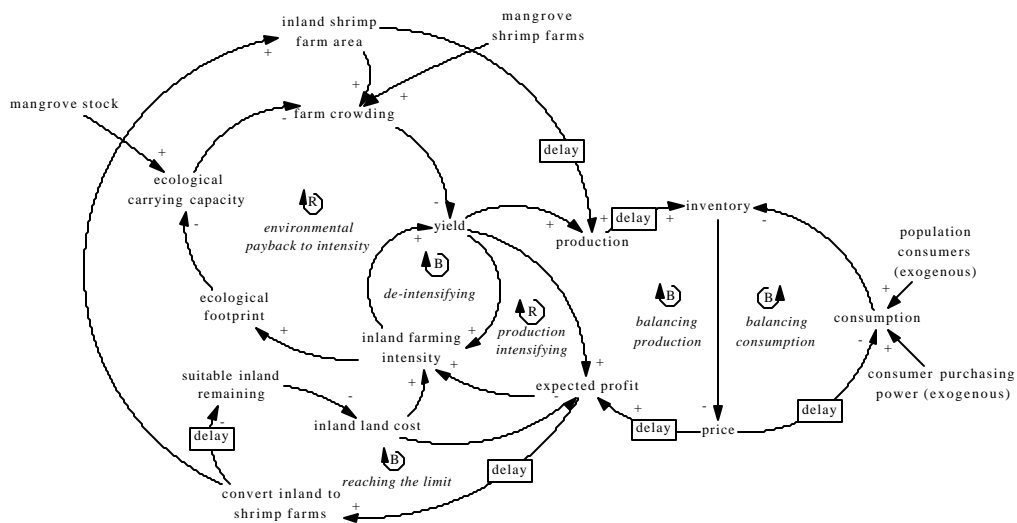 inland shrimp
farm area
mangrove
shrimp farms
+
+
+
mangrove stock
- farm crowding
delay
+
ecological
carrying capacity
R
environmental
payback to intensity
-
-
yield
+
+
production
+
delay
+
inventory
-
population
consumers
(exogenous)
B
de-intensifying
ecological
footprint
+
inland farming
intensity
+
R
production
intensifying
B
balancing
production
B
balancing
consumption
+
consumption
-
+
consumer purchasing
power (exogenous)
suitable inland
remaining
-
+
+
+
expected profit
-
+
delay
-
price
delay
inland land cost
-
delay
B
reaching the limit
delay
convert inland to
shrimp farms
+